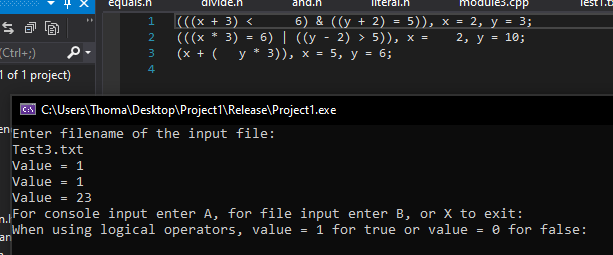 equals.h divide.h and.h literal.h module3.cpp
1 (((x + 3) <      6) & ((y + 2) = 5)), x = 2, y = 3;
2 (((x * 3) = 6) | ((y - 2) > 5)), x =    2, y = 10;
3 (x + (   y * 3)), x = 5, y = 6;
4
(Ctrl+;)
1 of 1 project)
C:\Users\Thoma\Desktop\Project1\Release\Project1.exe
Enter filename of the input file:
Test3.txt
Value = 1
Value = 1
Value = 23
For console input enter A, for file input enter B, or X to exit:
When using logical operators, value = 1 for true or value = 0 for false: